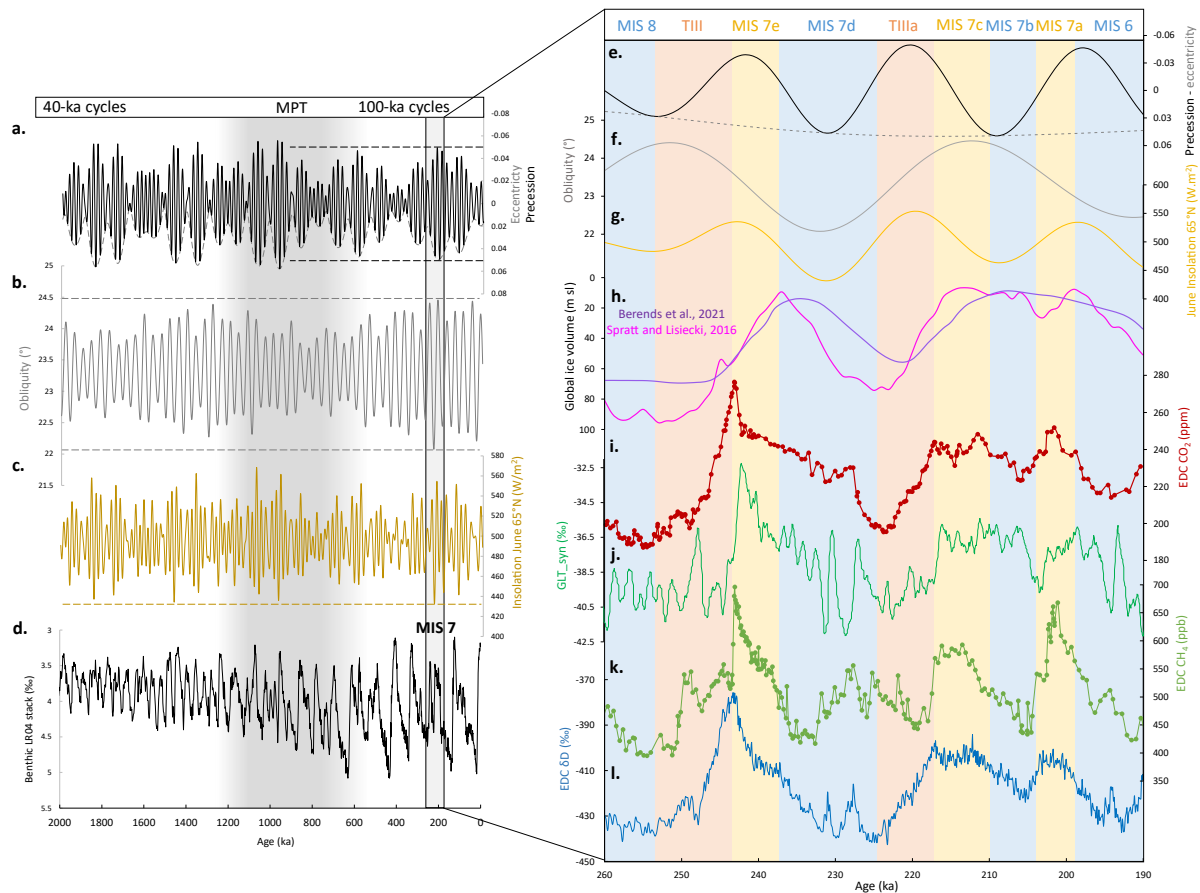 MIS 8 TIII MIS 7e MIS 7d TIIIa MIS 7c MIS 7b MIS 7a MIS 6
40-ka cycles MPT 100-ka cycles
a.
-0.08
-0.06
-0.04
-0.02
0
0.02
0.04
0.06
0.08
Eccentricity
Precession
b.
25
24.5
24
23.5
23
22.5
22
21.5
Obliquity (°)
c.
580
560
540
520
500
480
460
440
420
400
Insolation June 65°N (W/m²)
d.
MIS 7
3
3.5
4
4.5
5
5.5
Benthic LR04 stack (‰)
2000 1800 1600 1400 1200 1000 800 600 400 200 0
Age (ka)
e.
-0.06
-0.03
0
0.03
0.06
Precession - eccentricity
f.
25
24
23
22
Obliquity (°)
g.
600
550
500
450
400
June Insolation 65°N (W.m²)
h.
Berends et al., 2021
Spratt and Lisiecki, 2016
0
20
40
60
80
100
Global ice volume (m sl)
i.
280
260
240
220
200
180
EDC CO₂ (ppm)
j.
-32.5
-34.5
-36.5
-38.5
-40.5
-42.5
GLT_syn (‰)
k.
700
650
600
550
500
450
400
350
EDC CH₄ (ppb)
l.
-370
-390
-410
-430
-450
EDC δD (‰)
260 250 240 230 220 210 200 190
Age (ka)